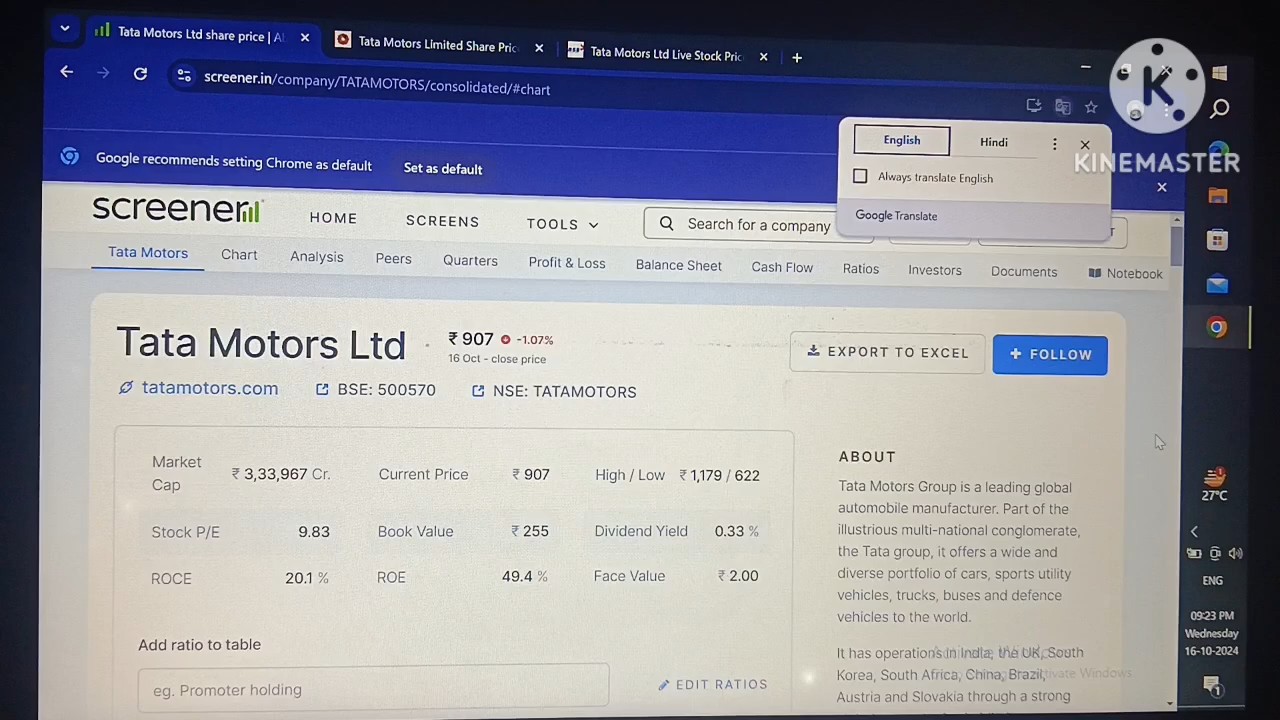 Tata Motors Ltd share price | A
Tata Motors Limited Share Pric
Tata Motors Ltd Live Stock Pric
screener.in/company/TATAMOTORS/consolidated/#chart
English
Hindi
K
KINEMASTER
Google recommends setting Chrome as default
Set as default
Always translate English
Google Translate
screener
HOME
SCREENS
TOOLS
Search for a company
Tata Motors
Chart
Analysis
Peers
Quarters
Profit & Loss
Balance Sheet
Cash Flow
Ratios
Investors
Documents
Notebook
Tata Motors Ltd
₹ 907 -1.07%
16 Oct - close price
EXPORT TO EXCEL
+ FOLLOW
tatamotors.com
BSE: 500570
NSE: TATAMOTORS
Market Cap
₹ 3,33,967 Cr.
Current Price
₹ 907
High / Low
₹ 1,179 / 622
Stock P/E
9.83
Book Value
₹ 255
Dividend Yield
0.33 %
ROCE
20.1 %
ROE
49.4 %
Face Value
₹ 2.00
Add ratio to table
eg. Promoter holding
EDIT RATIOS
ABOUT
Tata Motors Group is a leading global
automobile manufacturer. Part of the
illustrious multi-national conglomerate,
the Tata group, it offers a wide and
diverse portfolio of cars, sports utility
vehicles, trucks, buses and defence
vehicles to the world.
It has operations in India, the UK, South
Korea, South Africa, China, Brazil,
Austria and Slovakia through a strong
27°C
ENG
09:23 PM
Wednesday
16-10-2024
1